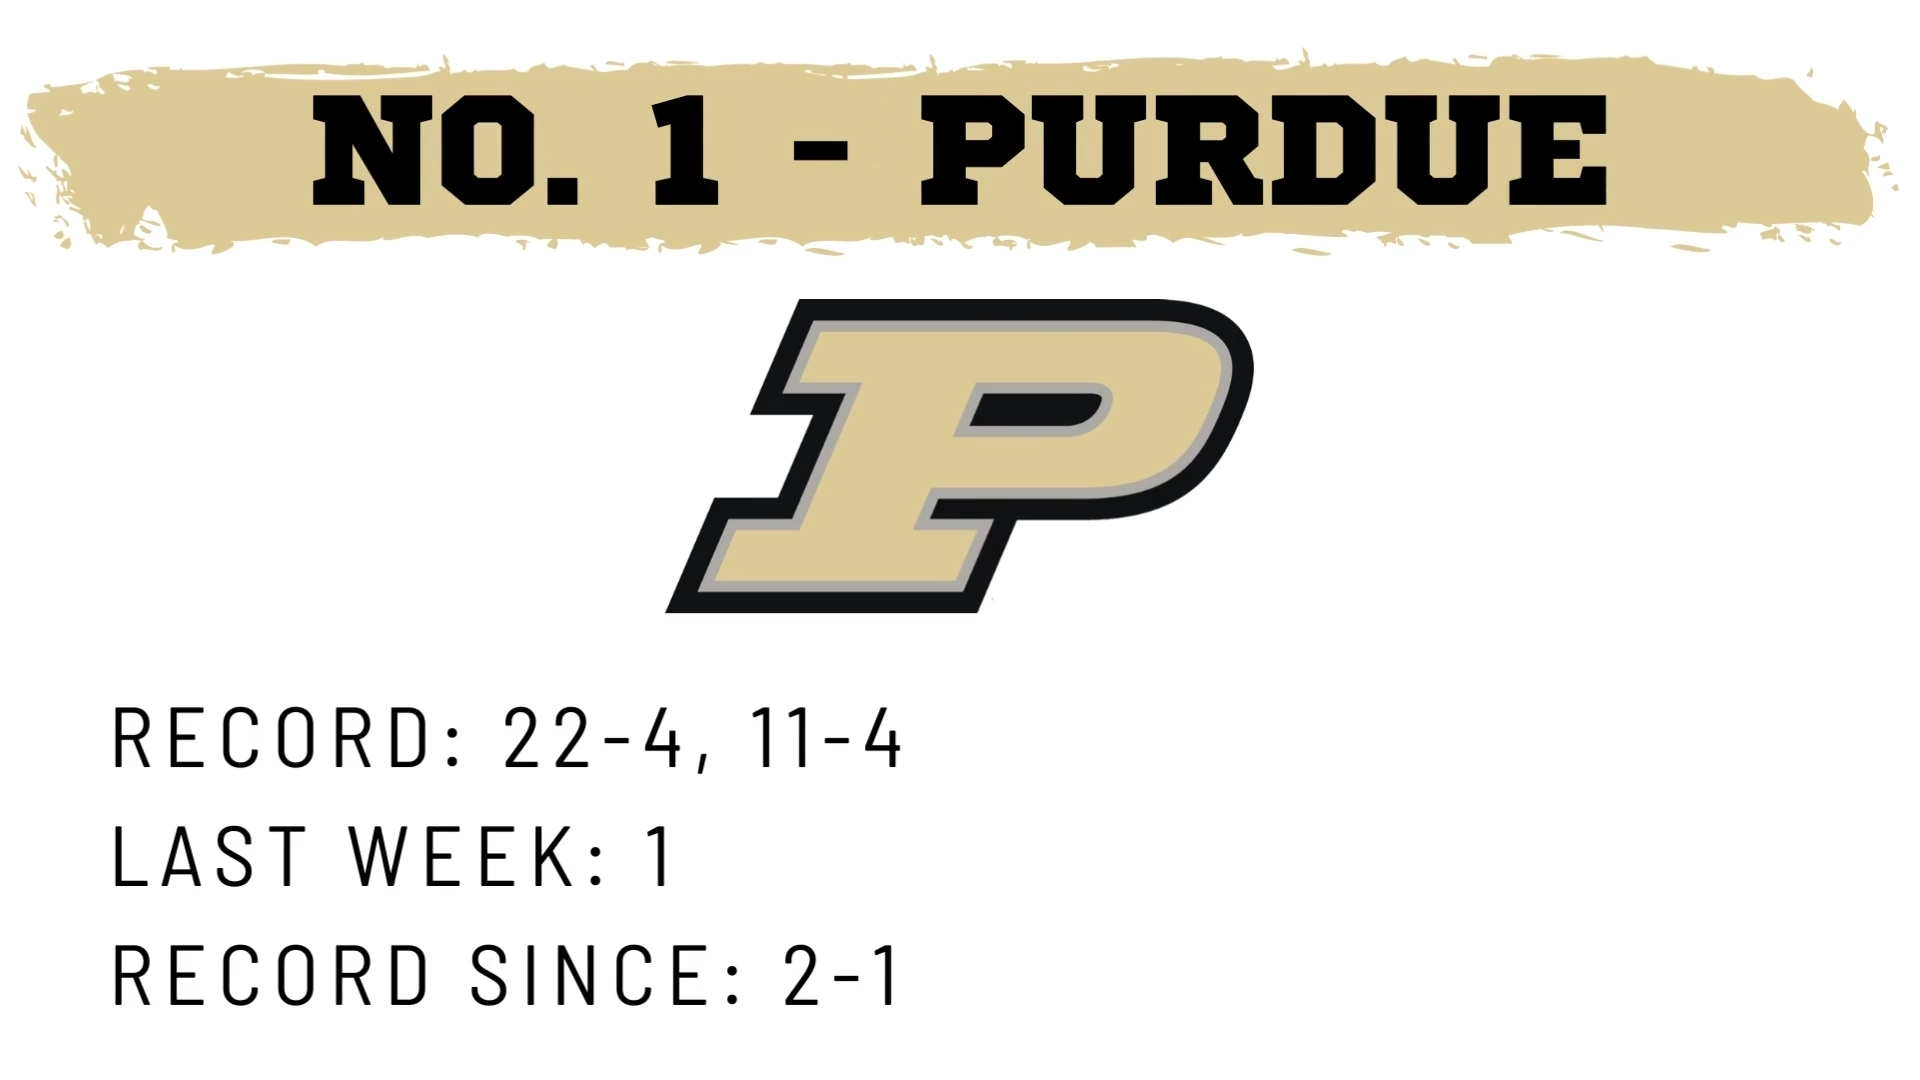 NO. 1 - PURDUE
P
RECORD: 22-4, 11-4
LAST WEEK: 1
RECORD SINCE: 2-1